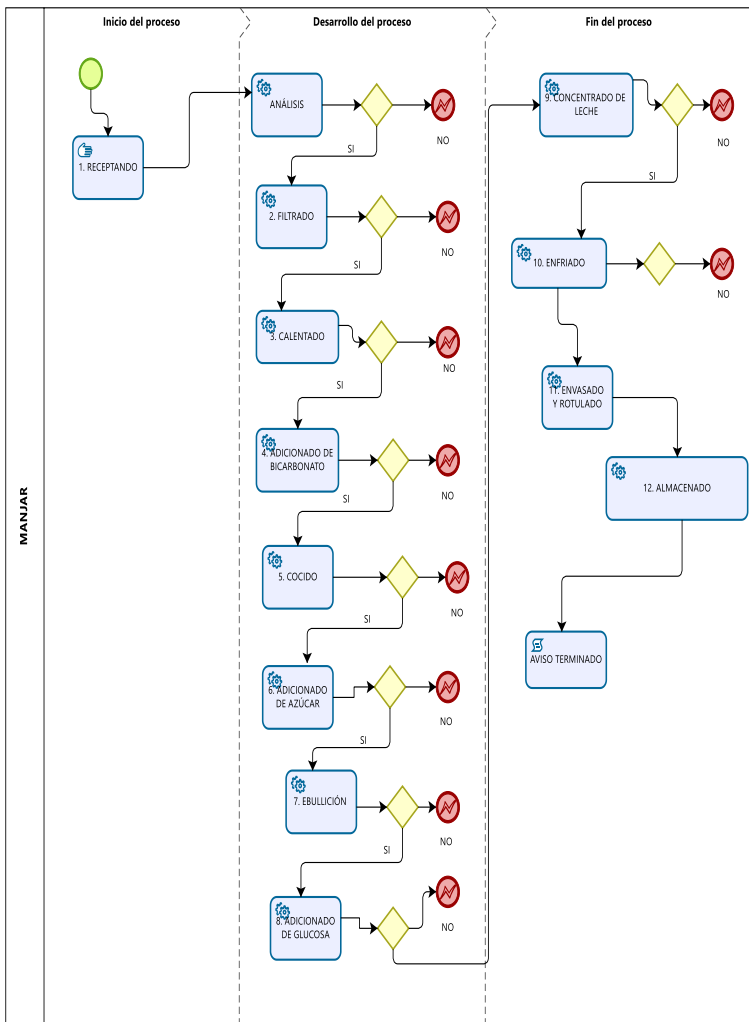 Inicio del proceso
Desarrollo del proceso
Fin del proceso
MANJAR
1. RECEPTANDO
ANÁLISIS
NO
SI
2. FILTRADO
NO
SI
3. CALENTADO
NO
SI
4. ADICIONADO DE
BICARBONATO
NO
SI
5. COCIDO
NO
SI
6. ADICIONADO
DE AZÚCAR
NO
SI
7. EBULLICIÓN
NO
SI
8. ADICIONADO
DE GLUCOSA
NO
9. CONCENTRADO DE
LECHE
NO
SI
10. ENFRIADO
NO
11. ENVASADO
Y ROTULADO
12. ALMACENADO
AVISO TERMINADO